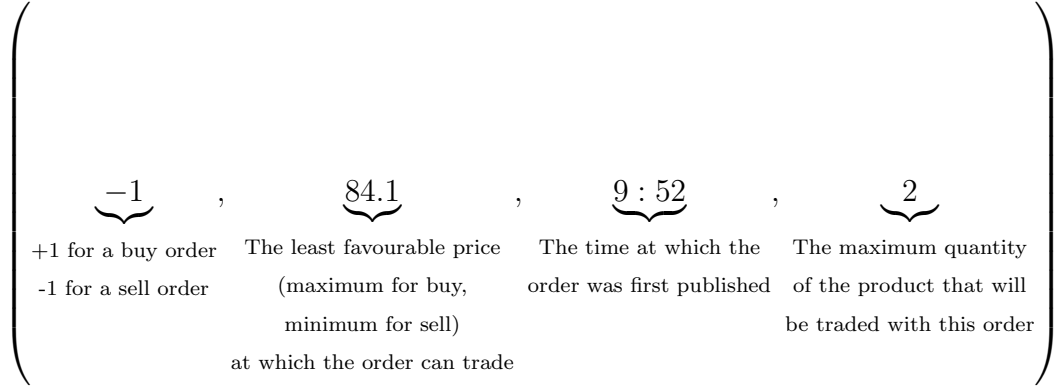 ( −1 , 84.1 , 9 : 52 , 2 )
+1 for a buy order
-1 for a sell order
The least favourable price
(maximum for buy,
minimum for sell)
at which the order can trade
The time at which the
order was first published
The maximum quantity
of the product that will
be traded with this order